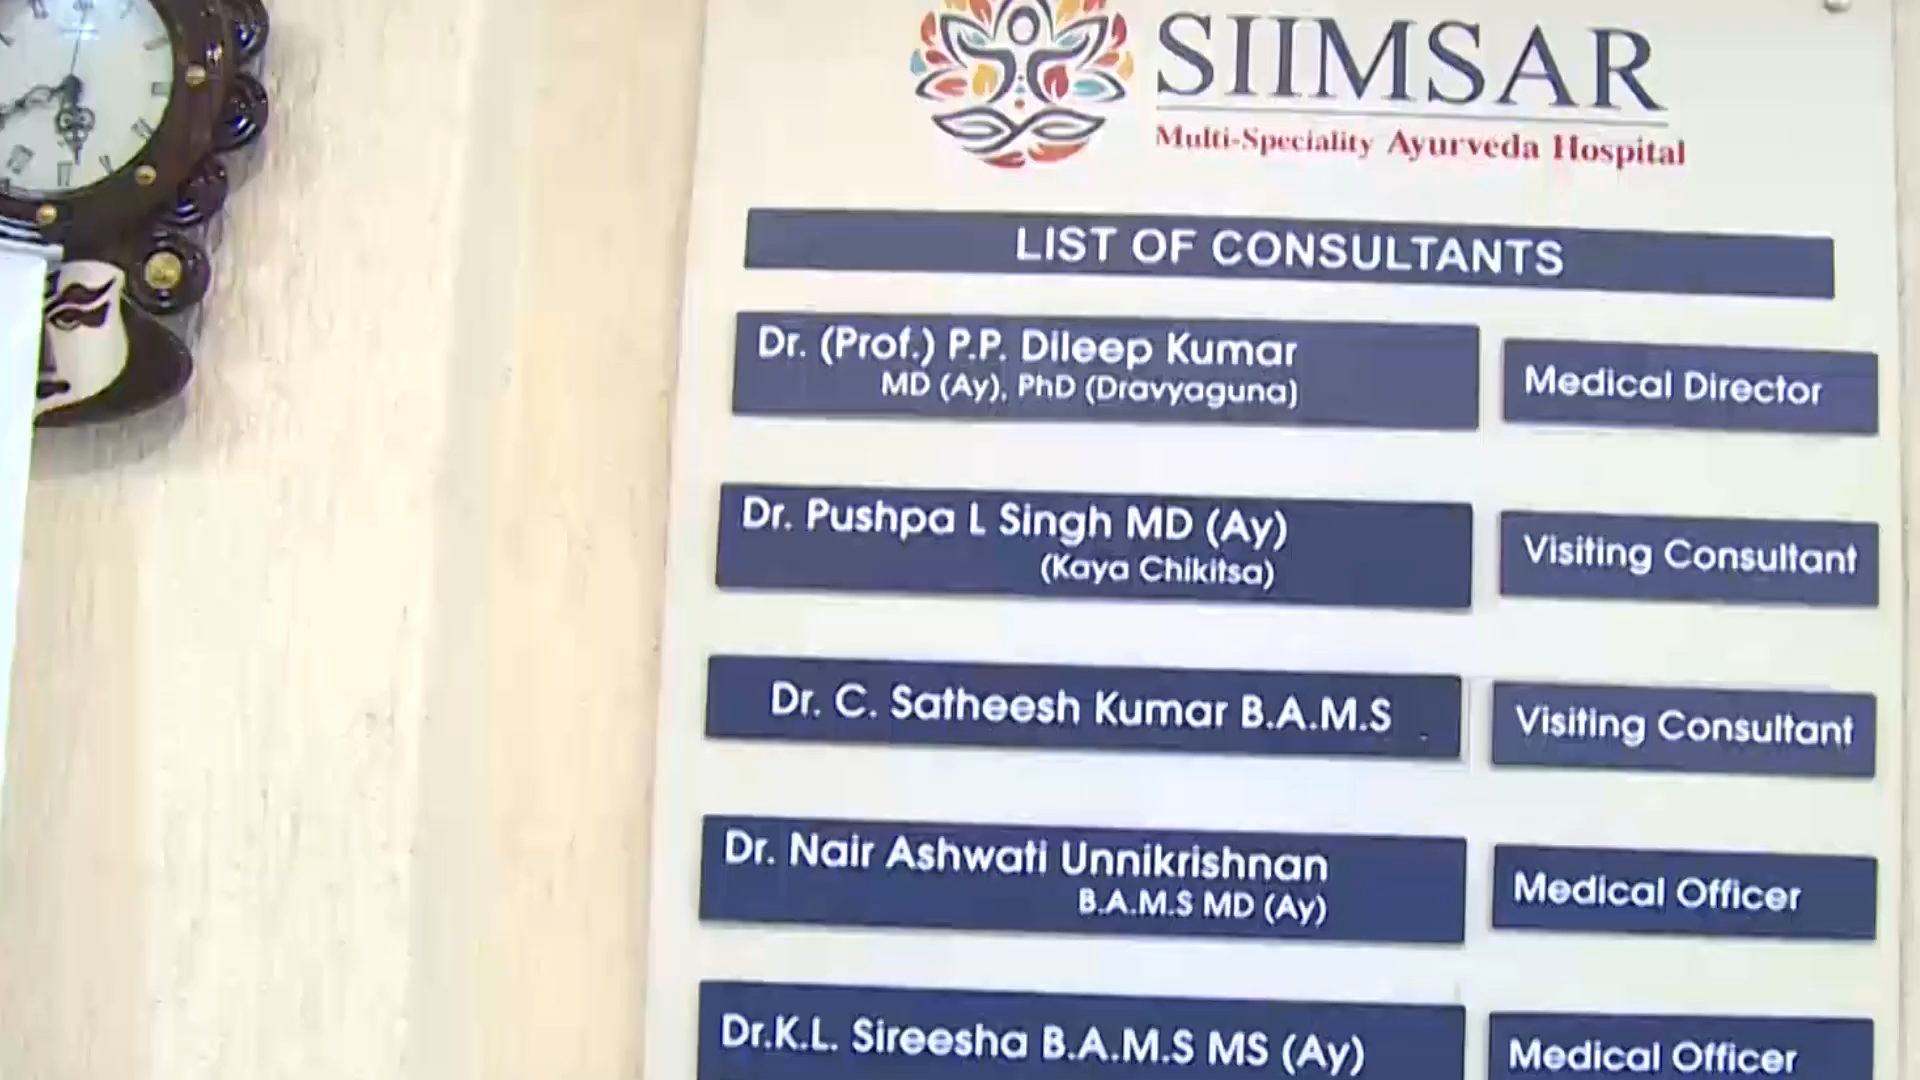 SIIMSAR
Multi-Speciality Ayurveda Hospital
LIST OF CONSULTANTS
Dr. (Prof.) P.P. Dileep Kumar
MD (Ay), PhD (Dravyaguna)
Medical Director
Dr. Pushpa L Singh MD (Ay)
(Kaya Chikitsa)
Visiting Consultant
Dr. C. Satheesh Kumar B.A.M.S
Visiting Consultant
Dr. Nair Ashwati Unnikrishnan
B.A.M.S MD (Ay)
Medical Officer
Dr.K.L. Sireesha B.A.M.S MS (Ay)
Medical Officer